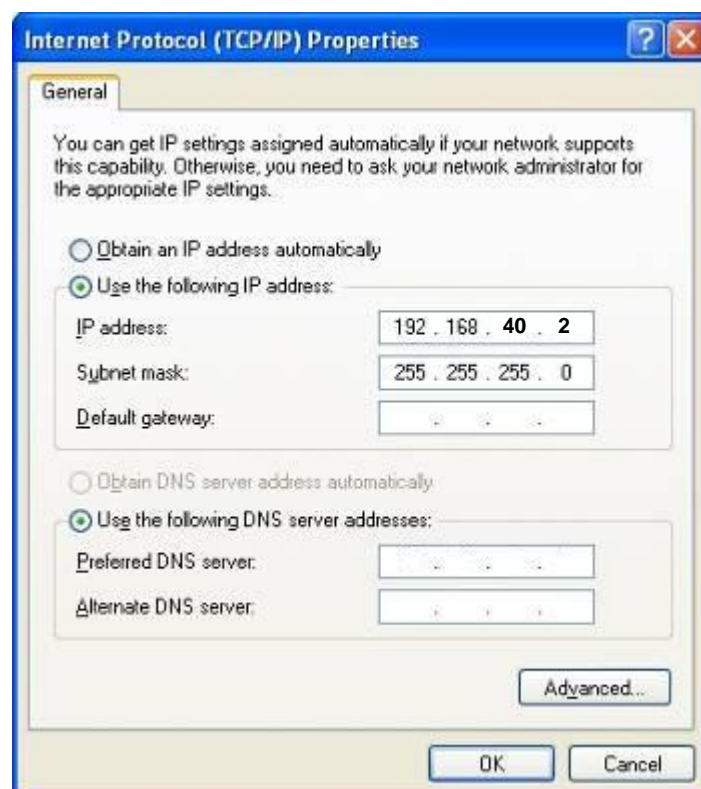 Internet Protocol (TCP/IP) Properties
General
You can get IP settings assigned automatically if your network supports
this capability. Otherwise, you need to ask your network administrator for
the appropriate IP settings.
Obtain an IP address automatically
Use the following IP address:
IP address: 192 . 168 . 40 . 2
Subnet mask: 255 . 255 . 255 . 0
Default gateway: . . .
Obtain DNS server address automatically
Use the following DNS server addresses:
Preferred DNS server: . . .
Alternate DNS server: . . .
Advanced...
OK Cancel